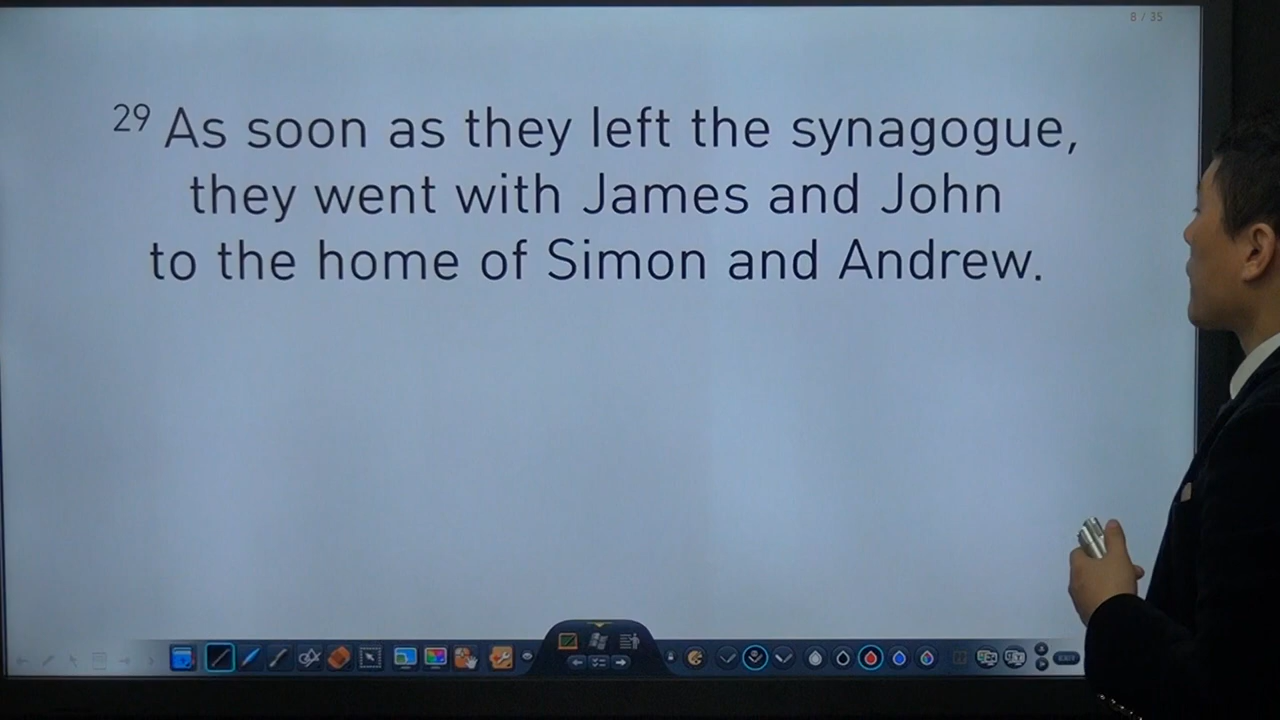 8 / 35
29 As soon as they left the synagogue,
they went with James and John
to the home of Simon and Andrew.
EXIT